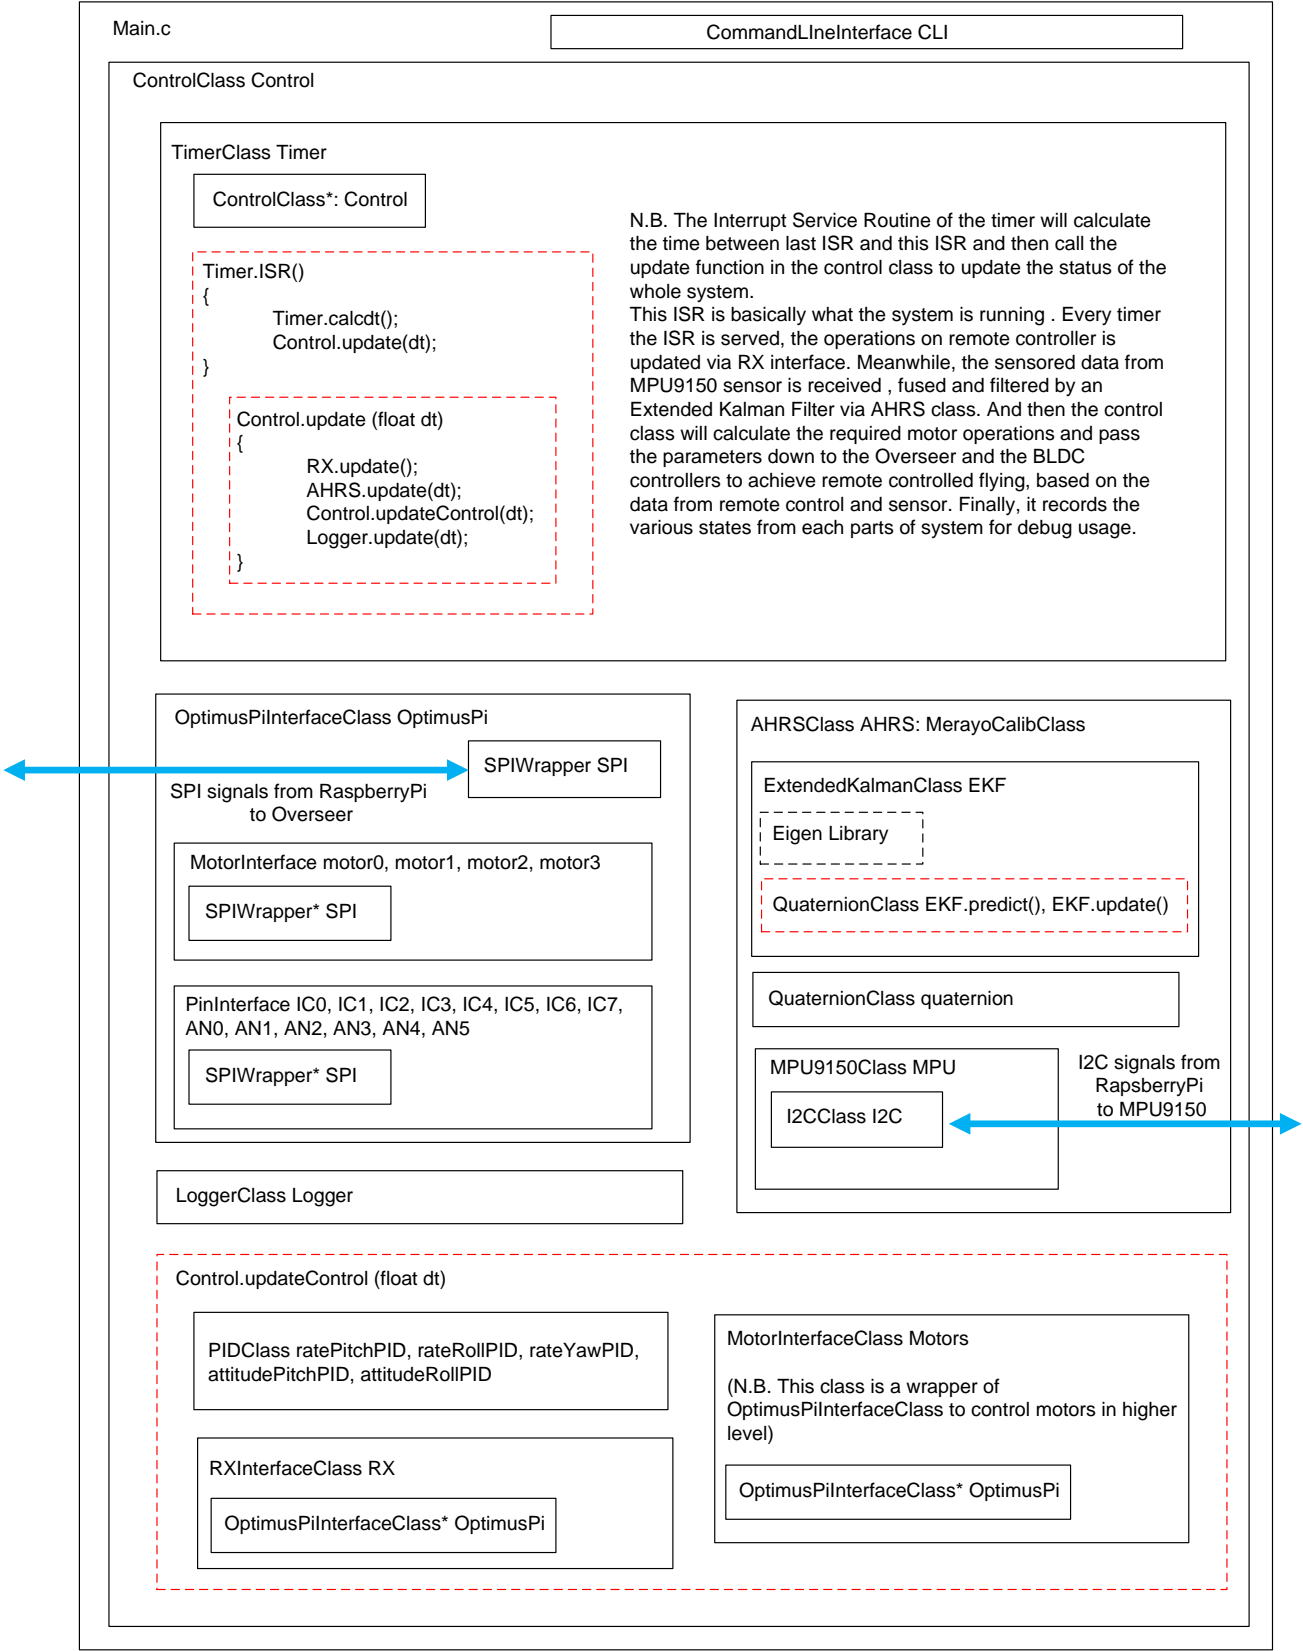 Main.c
CommandLIneInterface CLI
ControlClass Control
TimerClass Timer
ControlClass*: Control
Timer.ISR()
{
Timer.calcdt();
Control.update(dt);
}
Control.update (float dt)
{
RX.update();
AHRS.update(dt);
Control.updateControl(dt);
Logger.update(dt);
}
N.B. The Interrupt Service Routine of the timer will calculate
the time between last ISR and this ISR and then call the
update function in the control class to update the status of the
whole system.
This ISR is basically what the system is running . Every timer
the ISR is served, the operations on remote controller is
updated via RX interface. Meanwhile, the sensored data from
MPU9150 sensor is received , fused and filtered by an
Extended Kalman Filter via AHRS class. And then the control
class will calculate the required motor operations and pass
the parameters down to the Overseer and the BLDC
controllers to achieve remote controlled flying, based on the
data from remote control and sensor. Finally, it records the
various states from each parts of system for debug usage.
OptimusPiInterfaceClass OptimusPi
SPIWrapper SPI
SPI signals from RaspberryPi
to Overseer
MotorInterface motor0, motor1, motor2, motor3
SPIWrapper* SPI
PinInterface IC0, IC1, IC2, IC3, IC4, IC5, IC6, IC7,
AN0, AN1, AN2, AN3, AN4, AN5
SPIWrapper* SPI
AHRSClass AHRS: MerayoCalibClass
ExtendedKalmanClass EKF
Eigen Library
QuaternionClass EKF.predict(), EKF.update()
QuaternionClass quaternion
MPU9150Class MPU
I2CClass I2C
I2C signals from
RapsberryPi
to MPU9150
LoggerClass Logger
Control.updateControl (float dt)
PIDClass ratePitchPID, rateRollPID, rateYawPID,
attitudePitchPID, attitudeRollPID
RXInterfaceClass RX
OptimusPiInterfaceClass* OptimusPi
MotorInterfaceClass Motors
(N.B. This class is a wrapper of
OptimusPiInterfaceClass to control motors in higher
level)
OptimusPiInterfaceClass* OptimusPi